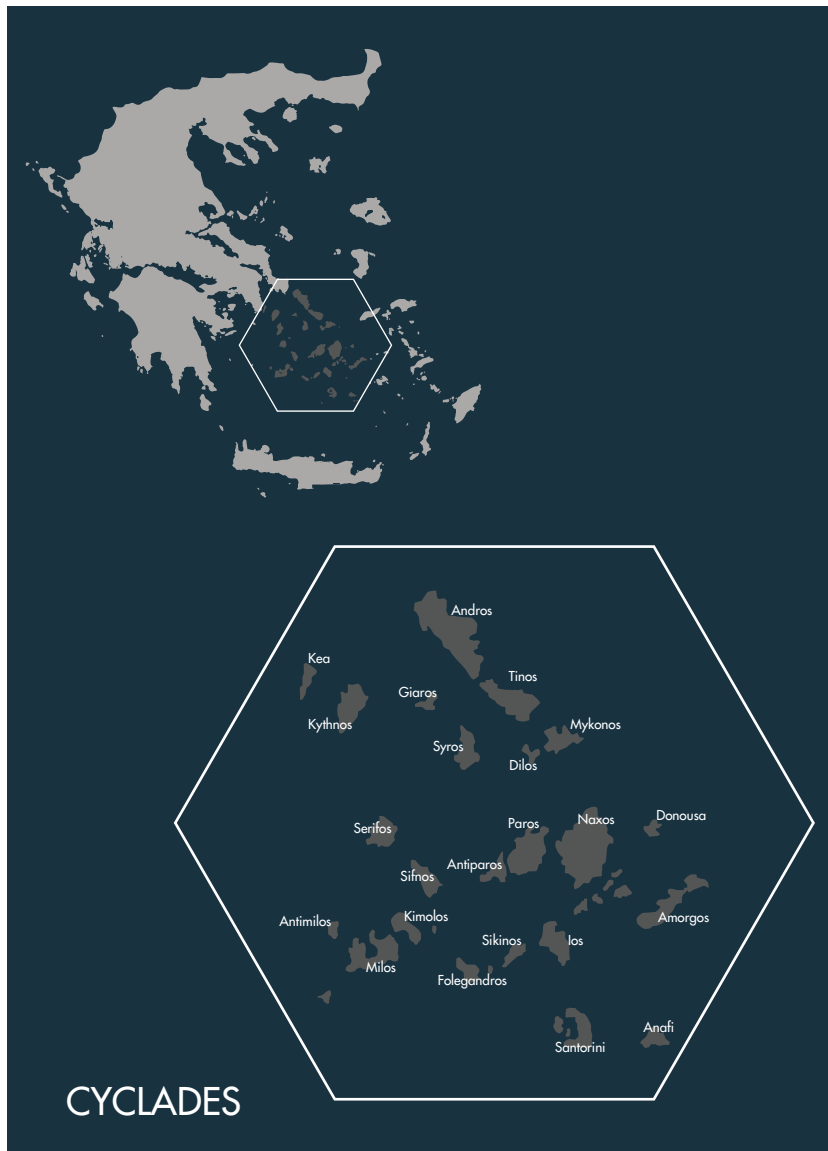 Andros
Kea
Tinos
Giaros
Kythnos
Mykonos
Syros
Dilos
Donousa
Naxos
Paros
Serifos
Antiparos
Sifnos
Kimolos
Amorgos
Antimilos
Sikinos
Ios
Milos
Folegandros
Anafi
Santorini
CYCLADES